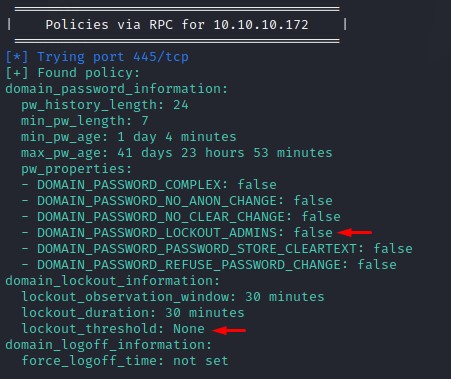 | Policies via RPC for 10.10.10.172 |
[*] Trying port 445/tcp
[+] Found policy:
domain_password_information:
  pw_history_length: 24
  min_pw_length: 7
  min_pw_age: 1 day 4 minutes
  max_pw_age: 41 days 23 hours 53 minutes
  pw_properties:
  - DOMAIN_PASSWORD_COMPLEX: false
  - DOMAIN_PASSWORD_NO_ANON_CHANGE: false
  - DOMAIN_PASSWORD_NO_CLEAR_CHANGE: false
  - DOMAIN_PASSWORD_LOCKOUT_ADMINS: false
  - DOMAIN_PASSWORD_PASSWORD_STORE_CLEARTEXT: false
  - DOMAIN_PASSWORD_REFUSE_PASSWORD_CHANGE: false
domain_lockout_information:
  lockout_observation_window: 30 minutes
  lockout_duration: 30 minutes
  lockout_threshold: None
domain_logoff_information:
  force_logoff_time: not set